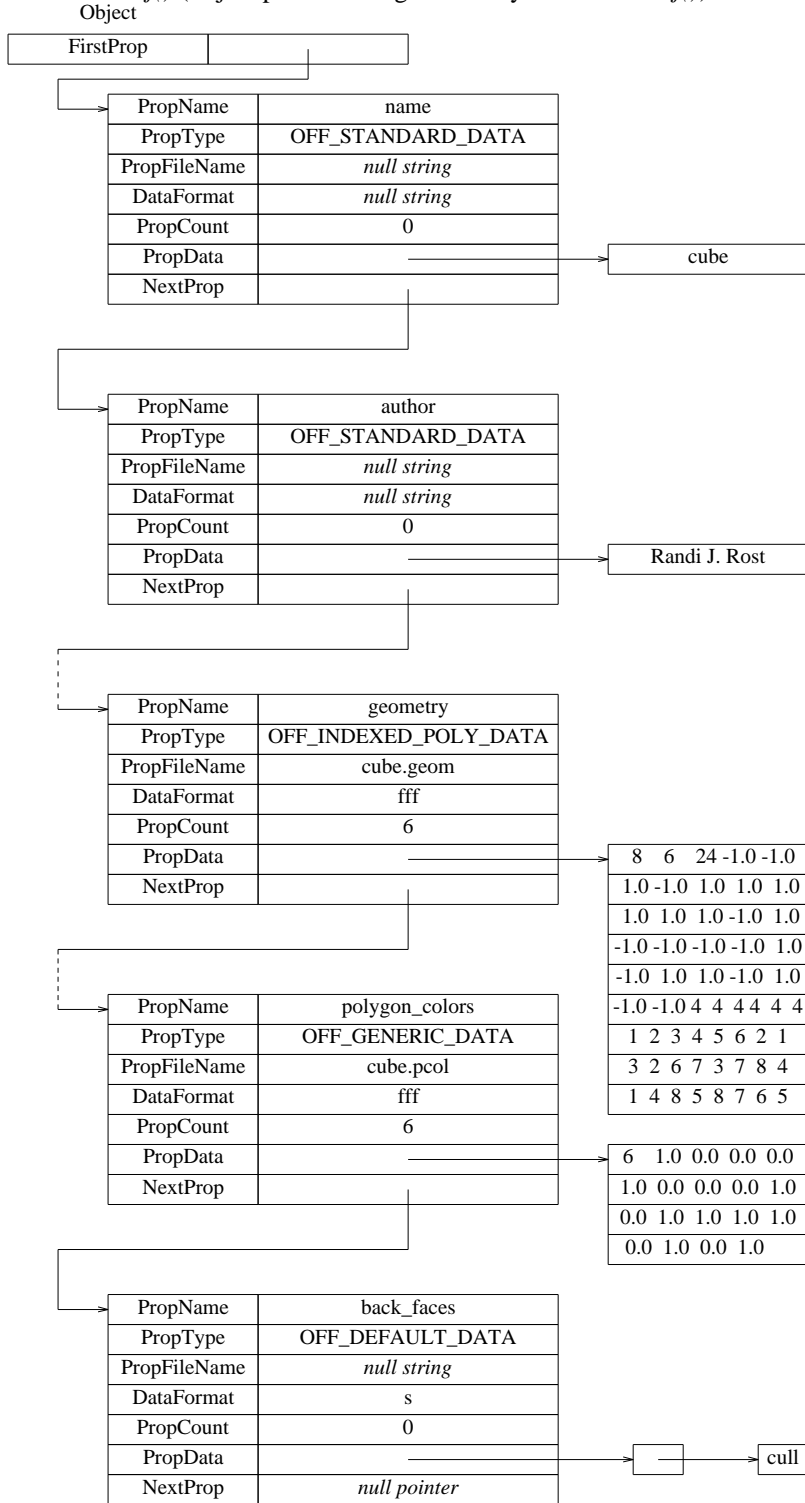 Object
FirstProp
PropName name
PropType OFF_STANDARD_DATA
PropFileName null string
DataFormat null string
PropCount 0
PropData cube
NextProp
PropName author
PropType OFF_STANDARD_DATA
PropFileName null string
DataFormat null string
PropCount 0
PropData Randi J. Rost
NextProp
PropName geometry
PropType OFF_INDEXED_POLY_DATA
PropFileName cube.geom
DataFormat fff
PropCount 6
PropData
NextProp
8 6 24 -1.0 -1.0
1.0 -1.0 1.0 1.0 1.0
1.0 1.0 1.0 -1.0 1.0
-1.0 -1.0 -1.0 -1.0 1.0
-1.0 1.0 1.0 -1.0 1.0
-1.0 -1.0 4 4 4 4 4 4
1 2 3 4 5 6 2 1
3 2 6 7 3 7 8 4
1 4 8 5 8 7 6 5
PropName polygon_colors
PropType OFF_GENERIC_DATA
PropFileName cube.pcol
DataFormat fff
PropCount 6
PropData
NextProp
6 1.0 0.0 0.0 0.0
1.0 0.0 0.0 0.0 1.0
0.0 1.0 1.0 1.0 1.0
0.0 1.0 0.0 1.0
PropName back_faces
PropType OFF_DEFAULT_DATA
PropFileName null string
DataFormat s
PropCount 0
PropData cull
NextProp null pointer